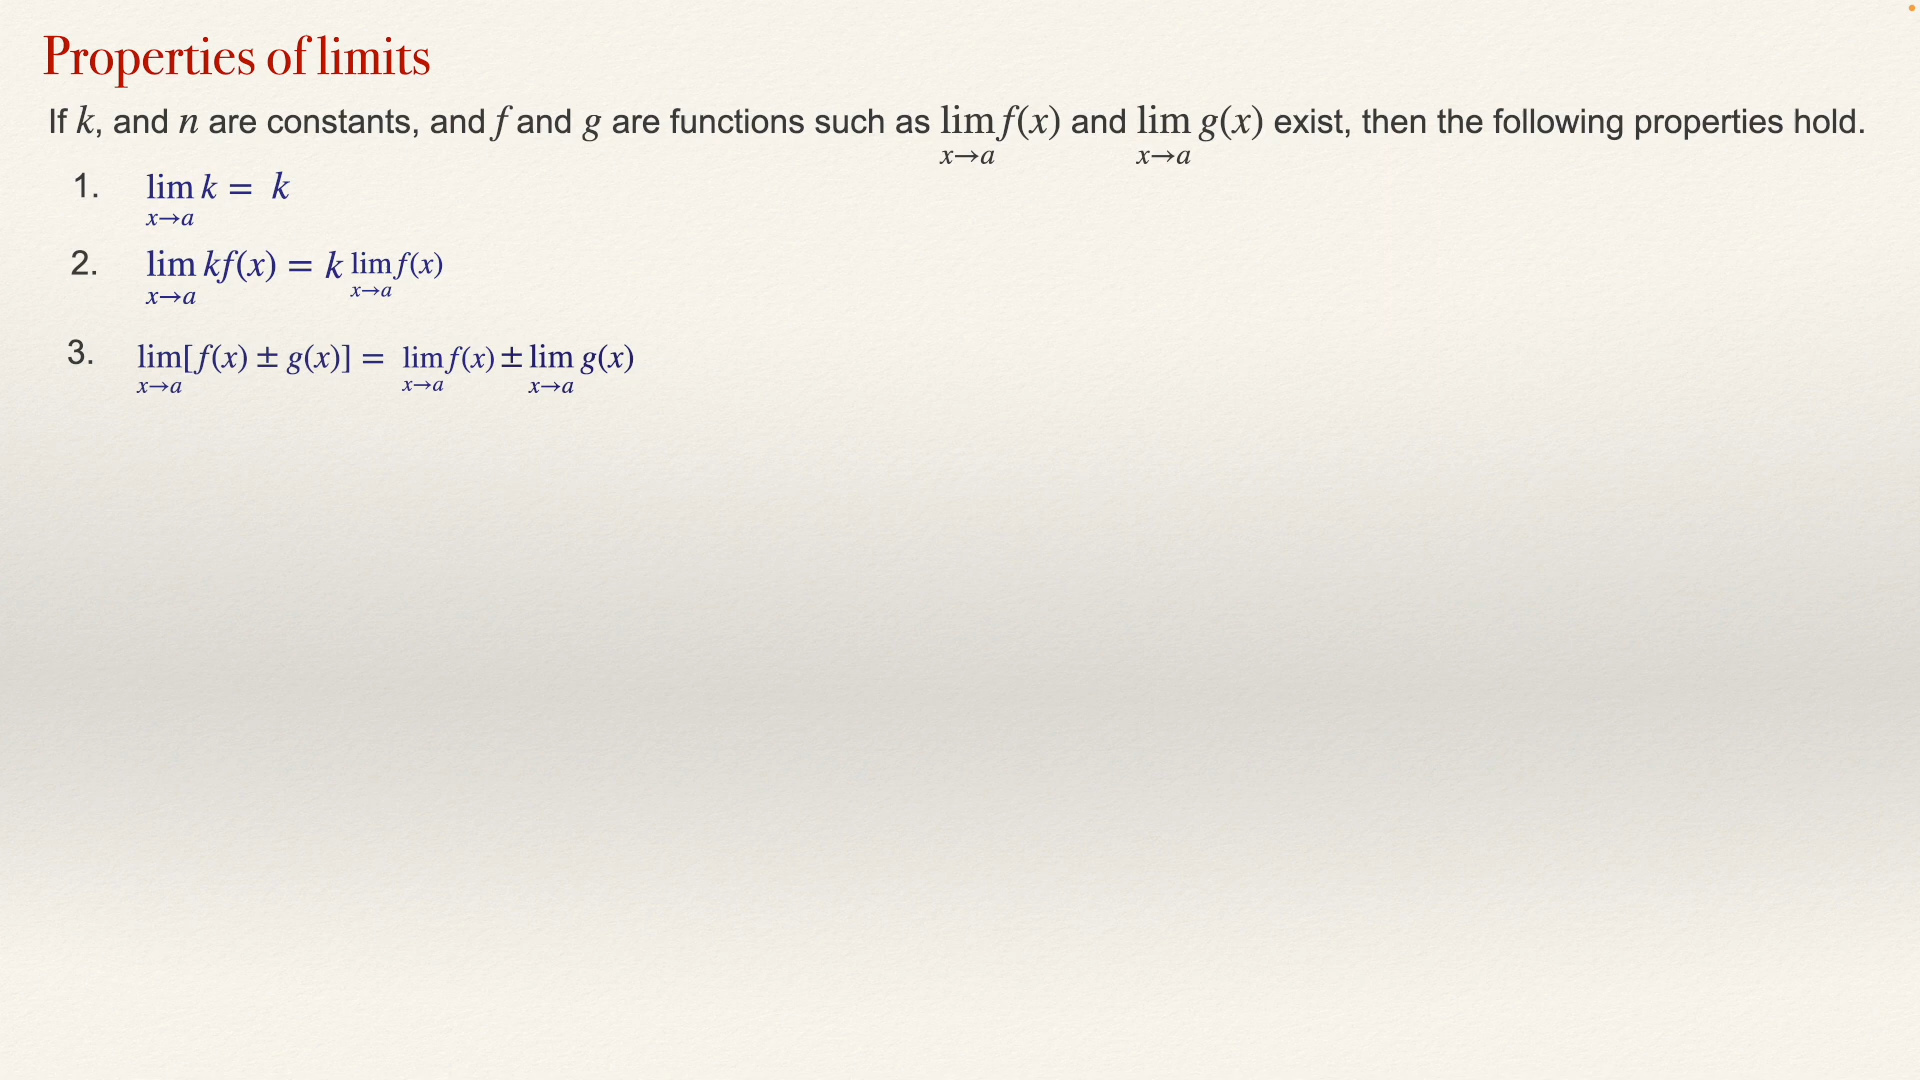 Properties of limits
If k, and n are constants, and f and g are functions such as lim x→a f(x) and lim x→a g(x) exist, then the following properties hold.
1. lim x→a k = k
2. lim x→a kf(x) = k lim x→a f(x)
3. lim x→a [f(x) ± g(x)] = lim x→a f(x) ± lim x→a g(x)